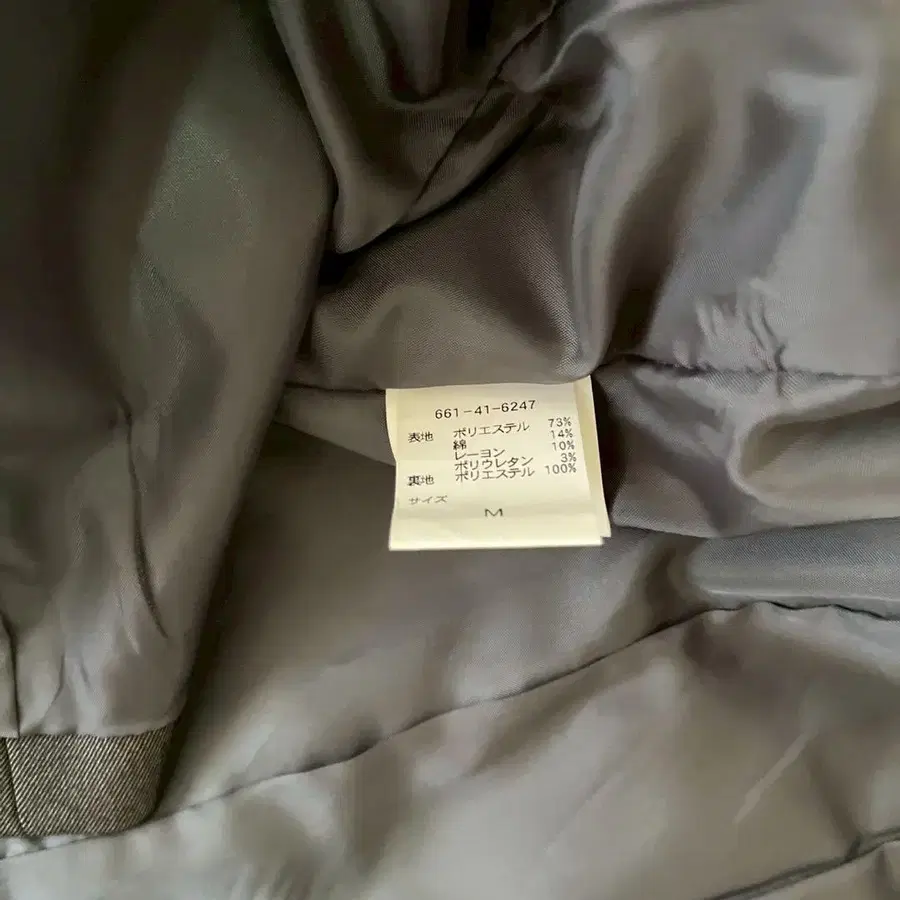 661-41-6247
表地 ポリエステル 73%
綿 14%
レーヨン 10%
ポリウレタン 3%
裏地 ポリエステル 100%
サイズ
M